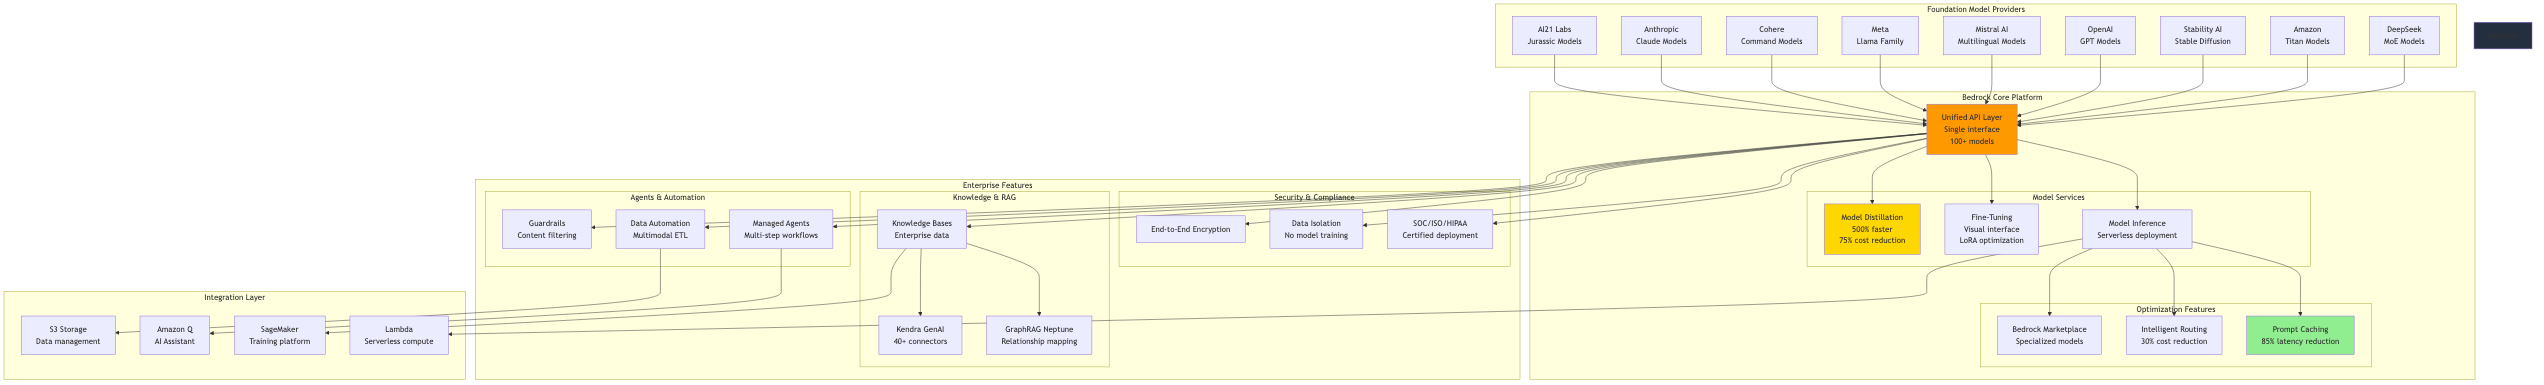 Foundation Model Providers
AI21 Labs
Jurassic Models
Anthropic
Claude Models
Cohere
Command Models
Meta
Llama Family
Mistral AI
Multilingual Models
OpenAI
GPT Models
Stability AI
Stable Diffusion
Amazon
Titan Models
DeepSeek
MoE Models
Bedrock Core Platform
Unified API Layer
Single interface
100+ models
Model Services
Model Distillation
500% faster
75% cost reduction
Fine-Tuning
Visual interface
LoRA optimization
Model Inference
Serverless deployment
Optimization Features
Bedrock Marketplace
Specialized models
Intelligent Routing
30% cost reduction
Prompt Caching
85% latency reduction
Enterprise Features
Agents & Automation
Guardrails
Content filtering
Data Automation
Multimodal ETL
Managed Agents
Multi-step workflows
Knowledge & RAG
Knowledge Bases
Enterprise data
Kendra GenAI
40+ connectors
GraphRAG Neptune
Relationship mapping
Security & Compliance
End-to-End Encryption
Data Isolation
No model training
SOC/ISO/HIPAA
Certified deployment
Integration Layer
S3 Storage
Data management
Amazon Q
AI Assistant
SageMaker
Training platform
Lambda
Serverless compute